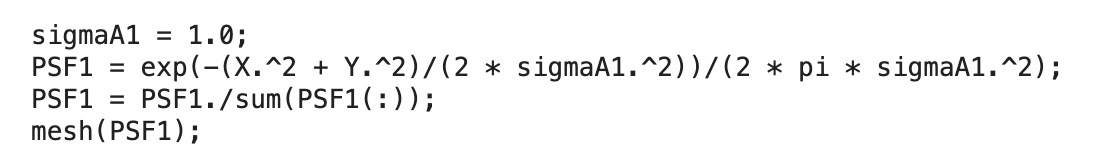 sigmaA1 = 1.0;
PSF1 = exp(-(X.^2 + Y.^2)/(2 * sigmaA1.^2))/(2 * pi * sigmaA1.^2);
PSF1 = PSF1./sum(PSF1(:));
mesh(PSF1);